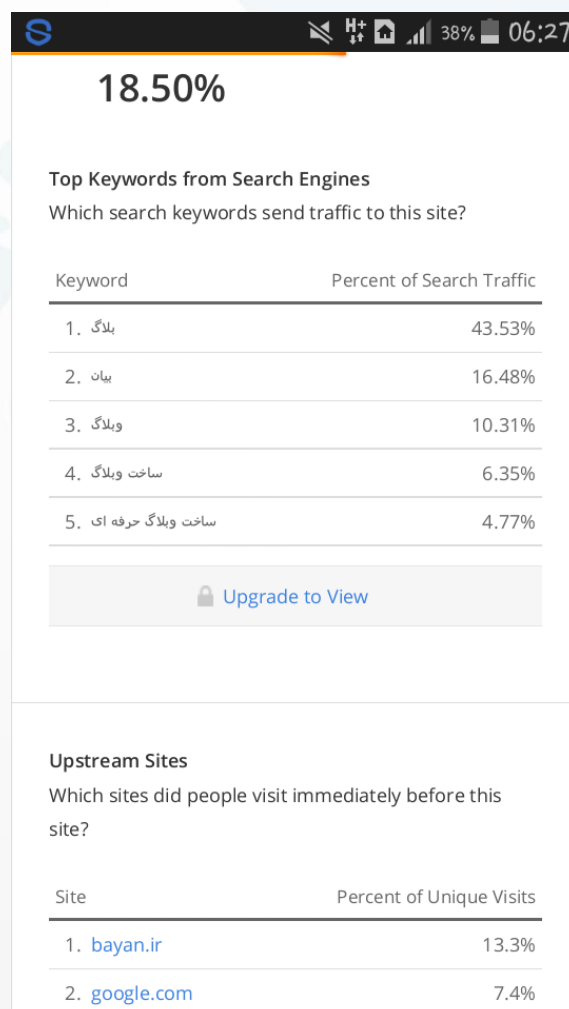 H+ 38% 06:27
18.50%
Top Keywords from Search Engines
Which search keywords send traffic to this site?
Keyword Percent of Search Traffic
1. بلاگ 43.53%
2. بیان 16.48%
3. وبلاگ 10.31%
4. ساخت وبلاگ 6.35%
5. ساخت وبلاگ حرفه ای 4.77%
Upgrade to View
Upstream Sites
Which sites did people visit immediately before this
site?
Site Percent of Unique Visits
1. bayan.ir 13.3%
2. google.com 7.4%